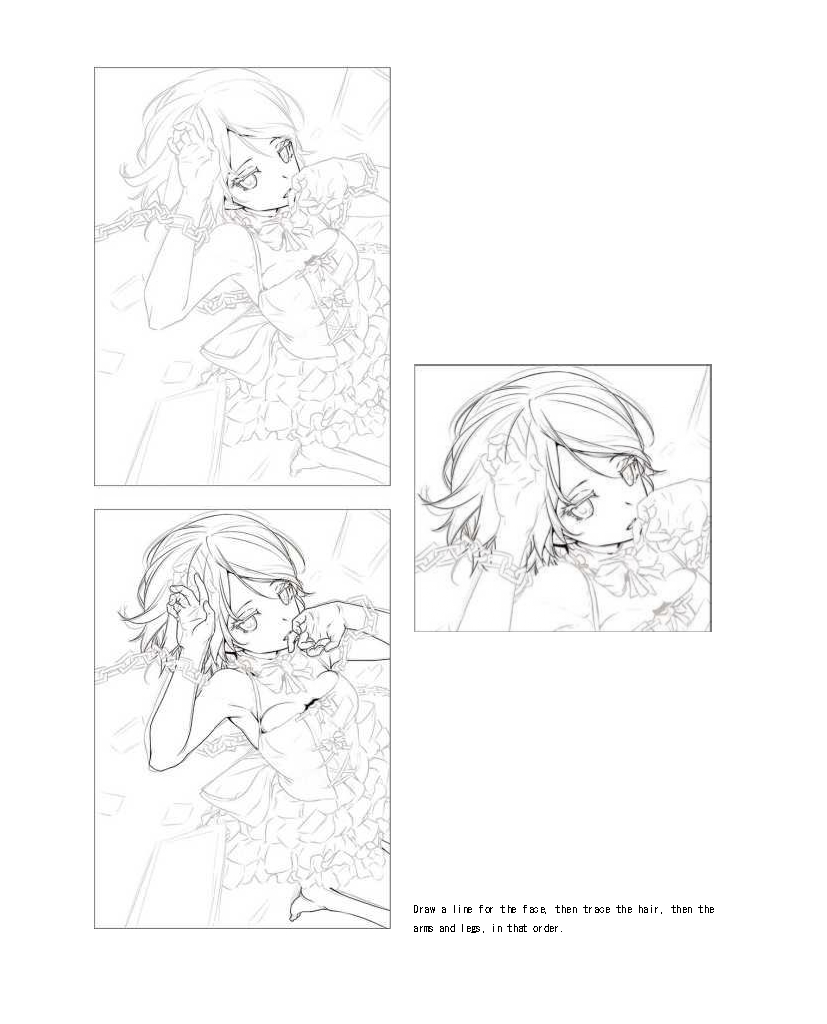 Draw a line for the face, then trace the hair, then the
arms and legs, in that order.